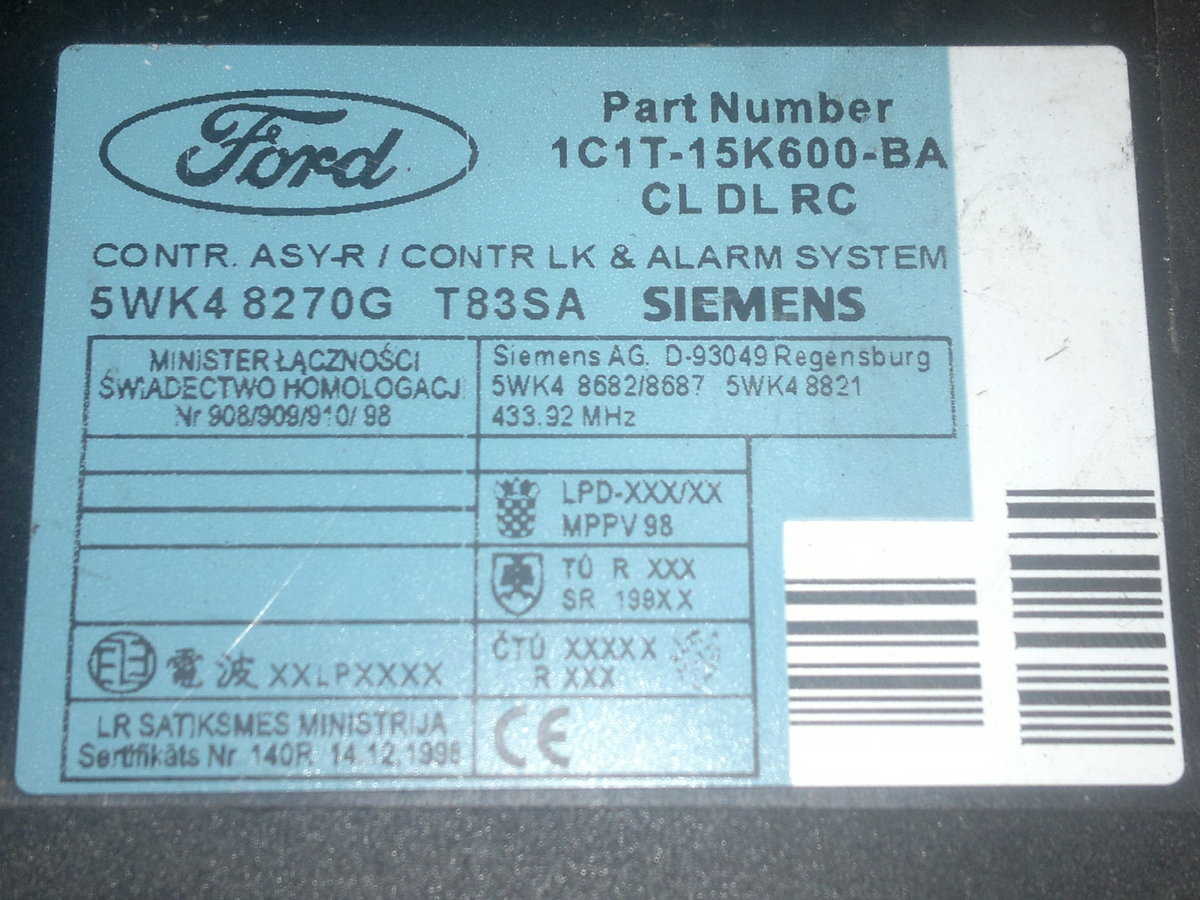 Ford
Part Number
1C1T-15K600-BA
CL DL RC
CONTR. ASY-R / CONTR LK & ALARM SYSTEM
5WK4 8270G T83SA SIEMENS
MINISTER ŁĄCZNOŚCI
ŚWIADECTWO HOMOLOGACJI
Nr 908/909/910/ 98
Siemens AG. D-93049 Regensburg
5WK4 8682/8687 5WK4 8821
433.92 MHz
LPD-XXX/XX
MPPV 98
TÚ R XXX
SR 199XX
電波 XXLPXXXX
ČTÚ XXXXX
R XXX
LR SATIKSMES MINISTRIJA
Sertifikāts Nr 140R 14.12.1998
CE